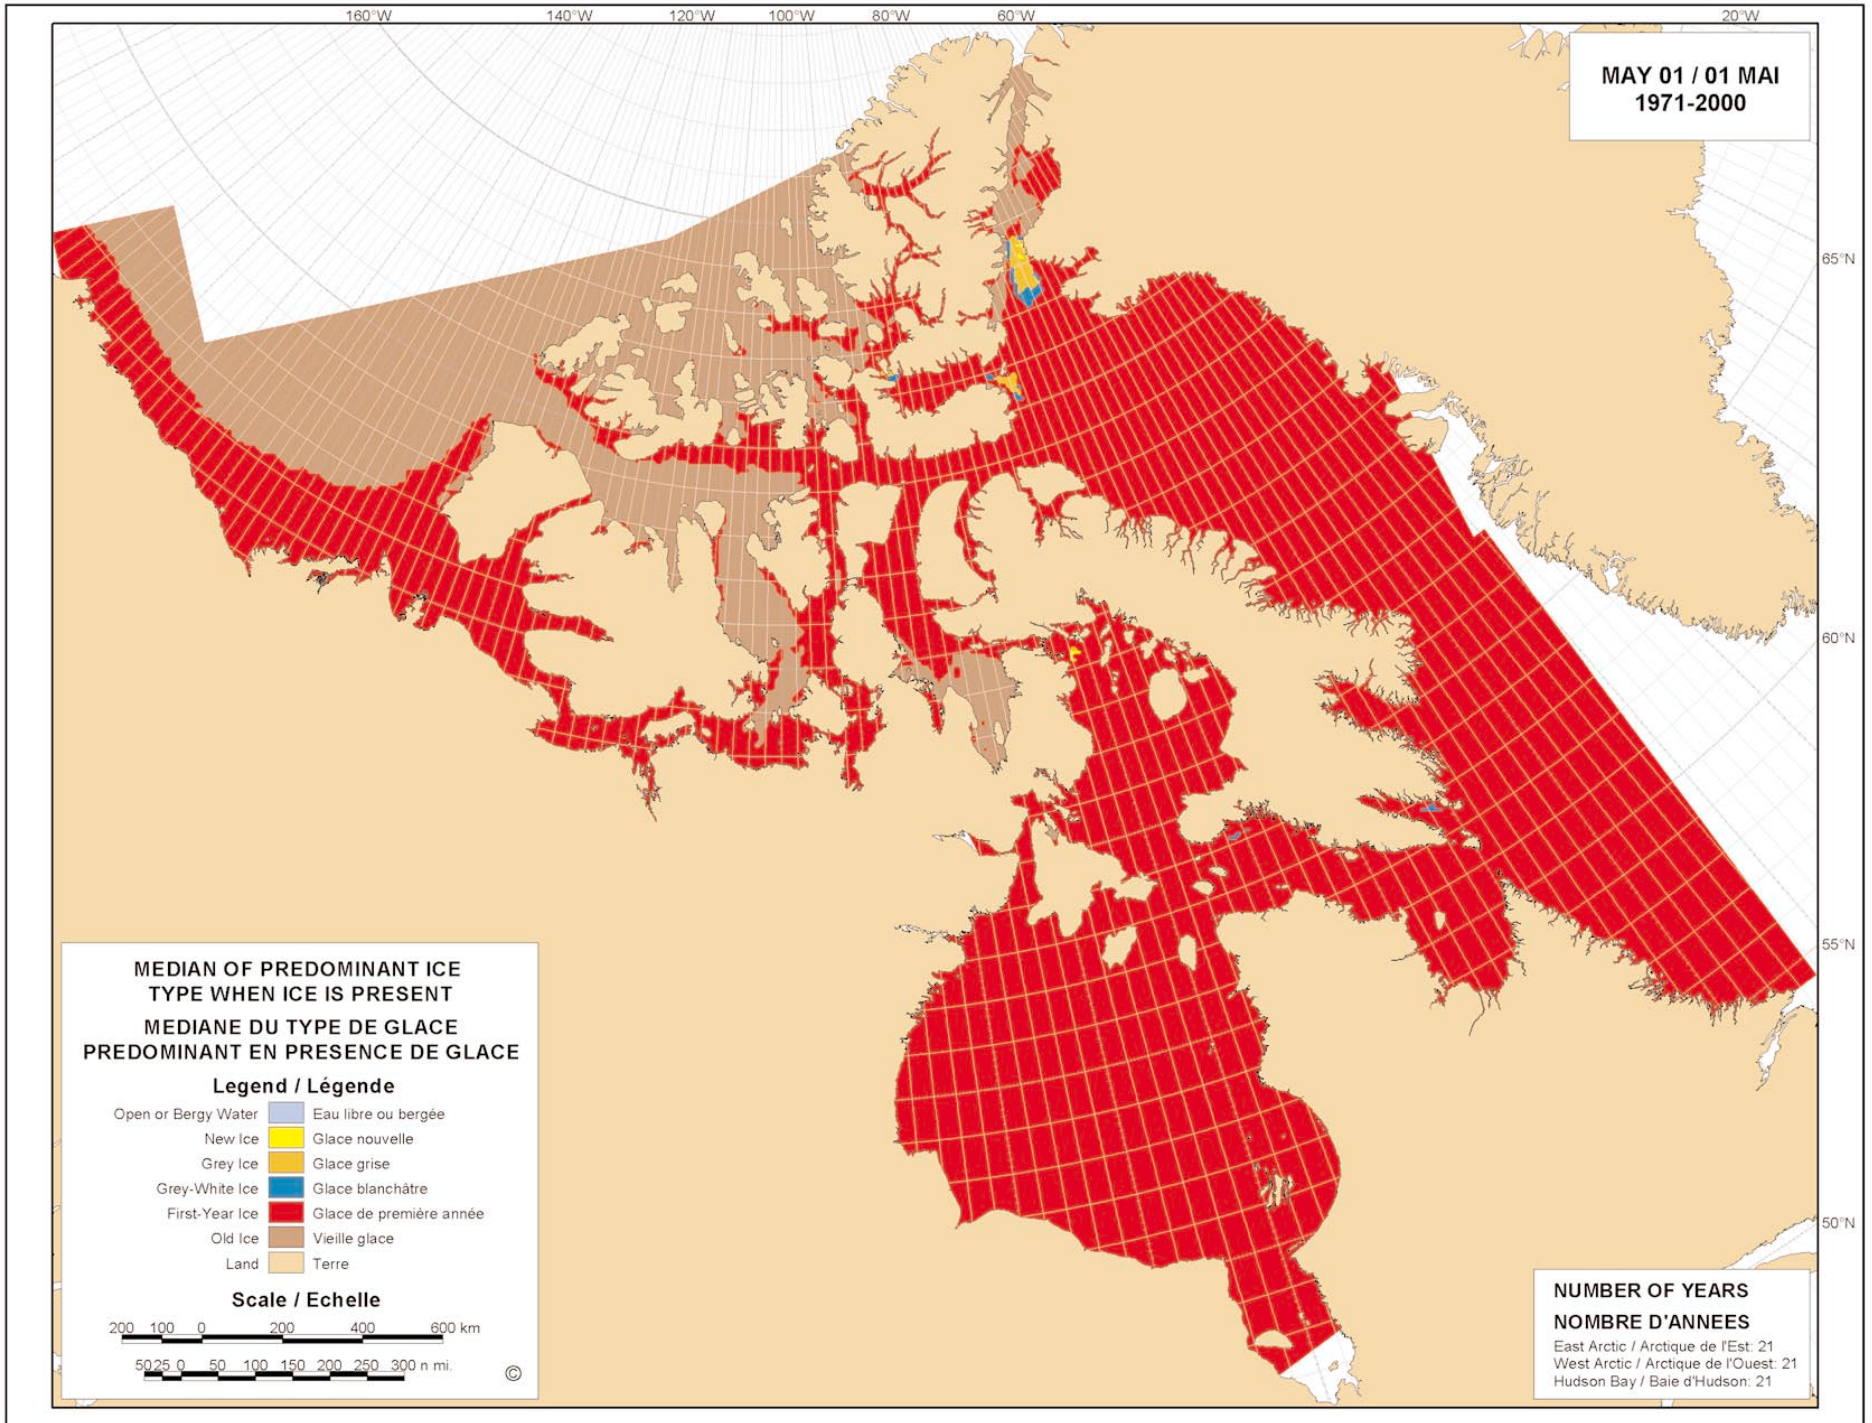 160°W 140°W 120°W 100°W 80°W 60°W 20°W
MAY 01 / 01 MAI
1971-2000
65°N
60°N
55°N
50°N
MEDIAN OF PREDOMINANT ICE
TYPE WHEN ICE IS PRESENT
MEDIANE DU TYPE DE GLACE
PREDOMINANT EN PRESENCE DE GLACE
Legend / Légende
Open or Bergy Water Eau libre ou bergée
New Ice Glace nouvelle
Grey Ice Glace grise
Grey-White Ice Glace blanchâtre
First-Year Ice Glace de première année
Old Ice Vieille glace
Land Terre
Scale / Echelle
200 100 0 200 400 600 km
50 25 0 50 100 150 200 250 300 n mi.
©
NUMBER OF YEARS
NOMBRE D'ANNEES
East Arctic / Arctique de l'Est: 21
West Arctic / Arctique de l'Ouest: 21
Hudson Bay / Baie d'Hudson: 21